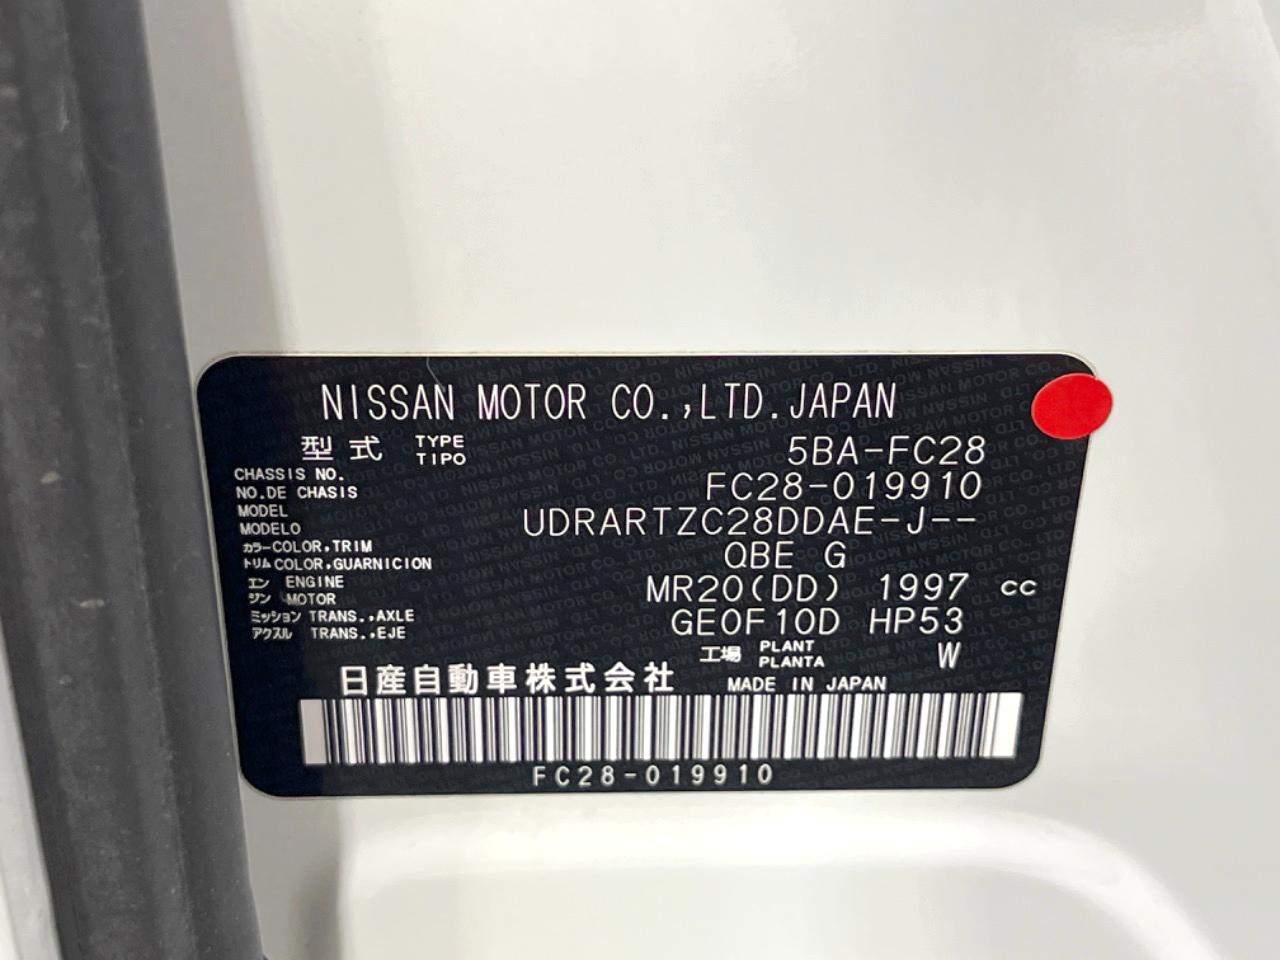 NISSAN MOTOR CO.,LTD.JAPAN
型式 TYPE TIPO 5BA-FC28
CHASSIS NO. NO.DE CHASIS FC28-019910
MODEL MODELO UDRARTZC28DDAE-J--
カラー COLOR,TRIM
トリム COLOR,GUARNICION QBE G
エン ENGINE
ジン MOTOR MR20(DD) 1997 cc
ミッション TRANS.,AXLE
アクスル TRANS.,EJE GE0F10D HP53
工場 PLANT PLANTA W
日産自動車株式会社 MADE IN JAPAN
FC28-019910